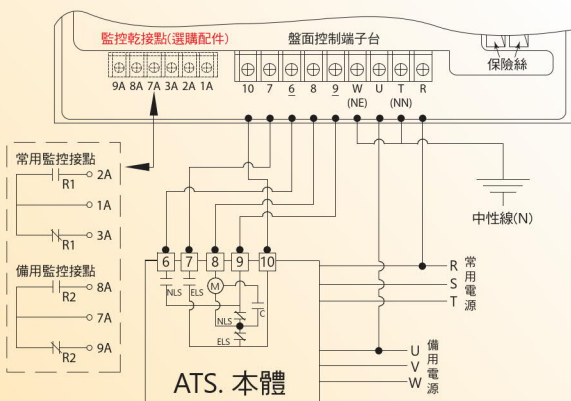 監控乾接點(選購配件)
盤面控制端子台
保險絲
9A 8A 7A 3A 2A 1A
10 7 6 8 9 W U T R
(NE) (NN)
常用監控接點
R1 2A
1A
R1 3A
備用監控接點
R2 8A
7A
R2 9A
中性線(N)
6 7 8 9 10
NLS ELS M C
NLS
ELS
ATS. 本體
R
S
T
常用電源
U
V
W
備用電源